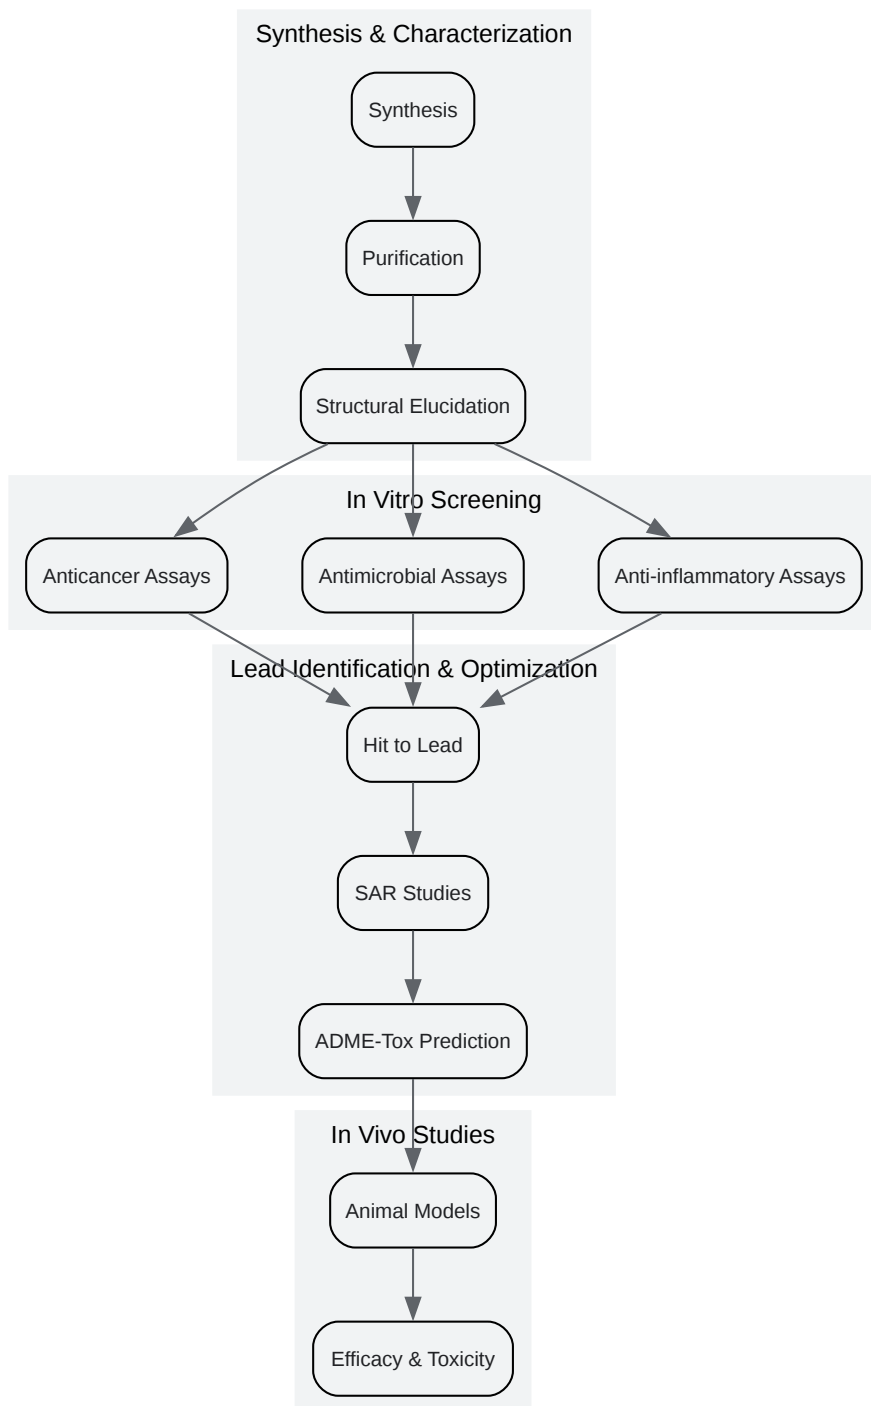 Synthesis & Characterization
Synthesis
Purification
Structural Elucidation
In Vitro Screening
Anticancer Assays
Antimicrobial Assays
Anti-inflammatory Assays
Lead Identification & Optimization
Hit to Lead
SAR Studies
ADME-Tox Prediction
In Vivo Studies
Animal Models
Efficacy & Toxicity